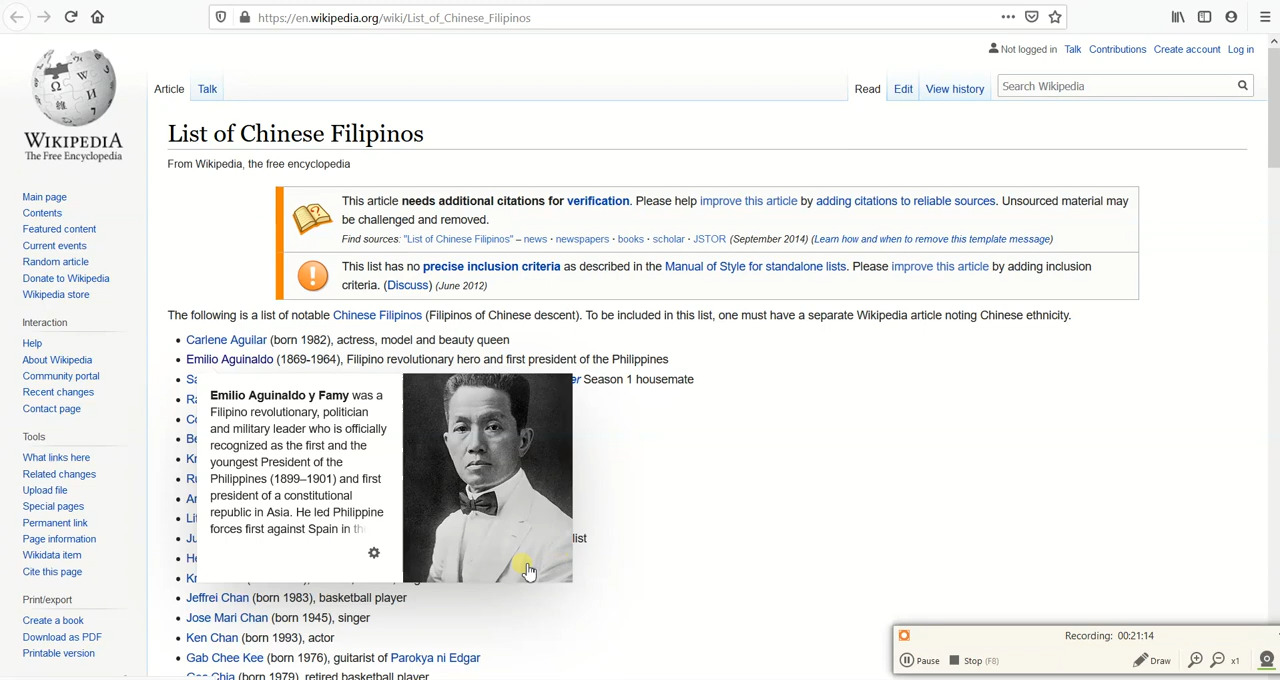 https://en.wikipedia.org/wiki/List_of_Chinese_Filipinos
Not logged in Talk Contributions Create account Log in
Article Talk
Read Edit View history
Search Wikipedia
WIKIPEDIA
The Free Encyclopedia
Main page
Contents
Featured content
Current events
Random article
Donate to Wikipedia
Wikipedia store
Interaction
Help
About Wikipedia
Community portal
Recent changes
Contact page
Tools
What links here
Related changes
Upload file
Special pages
Permanent link
Page information
Wikidata item
Cite this page
Print/export
Create a book
Download as PDF
Printable version
List of Chinese Filipinos
From Wikipedia, the free encyclopedia
This article needs additional citations for verification. Please help improve this article by adding citations to reliable sources. Unsourced material may
be challenged and removed.
Find sources: "List of Chinese Filipinos" – news · newspapers · books · scholar · JSTOR (September 2014) (Learn how and when to remove this template message)
This list has no precise inclusion criteria as described in the Manual of Style for standalone lists. Please improve this article by adding inclusion
criteria. (Discuss) (June 2012)
The following is a list of notable Chinese Filipinos (Filipinos of Chinese descent). To be included in this list, one must have a separate Wikipedia article noting Chinese ethnicity.
• Carlene Aguilar (born 1982), actress, model and beauty queen
• Emilio Aguinaldo (1869-1964), Filipino revolutionary hero and first president of the Philippines
Season 1 housemate
Emilio Aguinaldo y Famy was a
Filipino revolutionary, politician
and military leader who is officially
recognized as the first and the
youngest President of the
Philippines (1899–1901) and first
president of a constitutional
republic in Asia. He led Philippine
forces first against Spain in
• Jeffrei Chan (born 1983), basketball player
• Jose Mari Chan (born 1945), singer
• Ken Chan (born 1993), actor
• Gab Chee Kee (born 1976), guitarist of Parokya ni Edgar
(born 1979), retired basketball player
Recording: 00:21:14
Pause Stop (F8) Draw x1